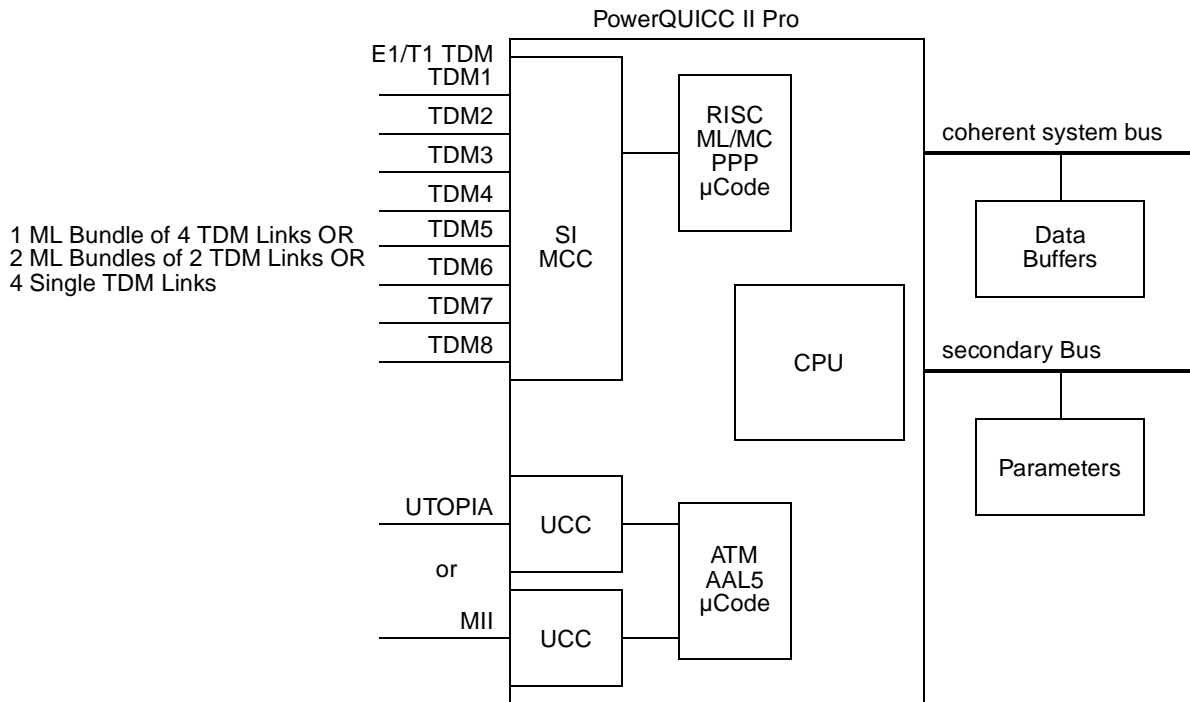 PowerQUICC II Pro
E1/T1 TDM
TDM1
TDM2
TDM3
TDM4
TDM5
TDM6
TDM7
TDM8
1 ML Bundle of 4 TDM Links OR
2 ML Bundles of 2 TDM Links OR
4 Single TDM Links
SI
MCC
RISC
ML/MC
PPP
µCode
CPU
coherent system bus
Data
Buffers
secondary Bus
Parameters
UTOPIA
or
MII
UCC
UCC
ATM
AAL5
µCode